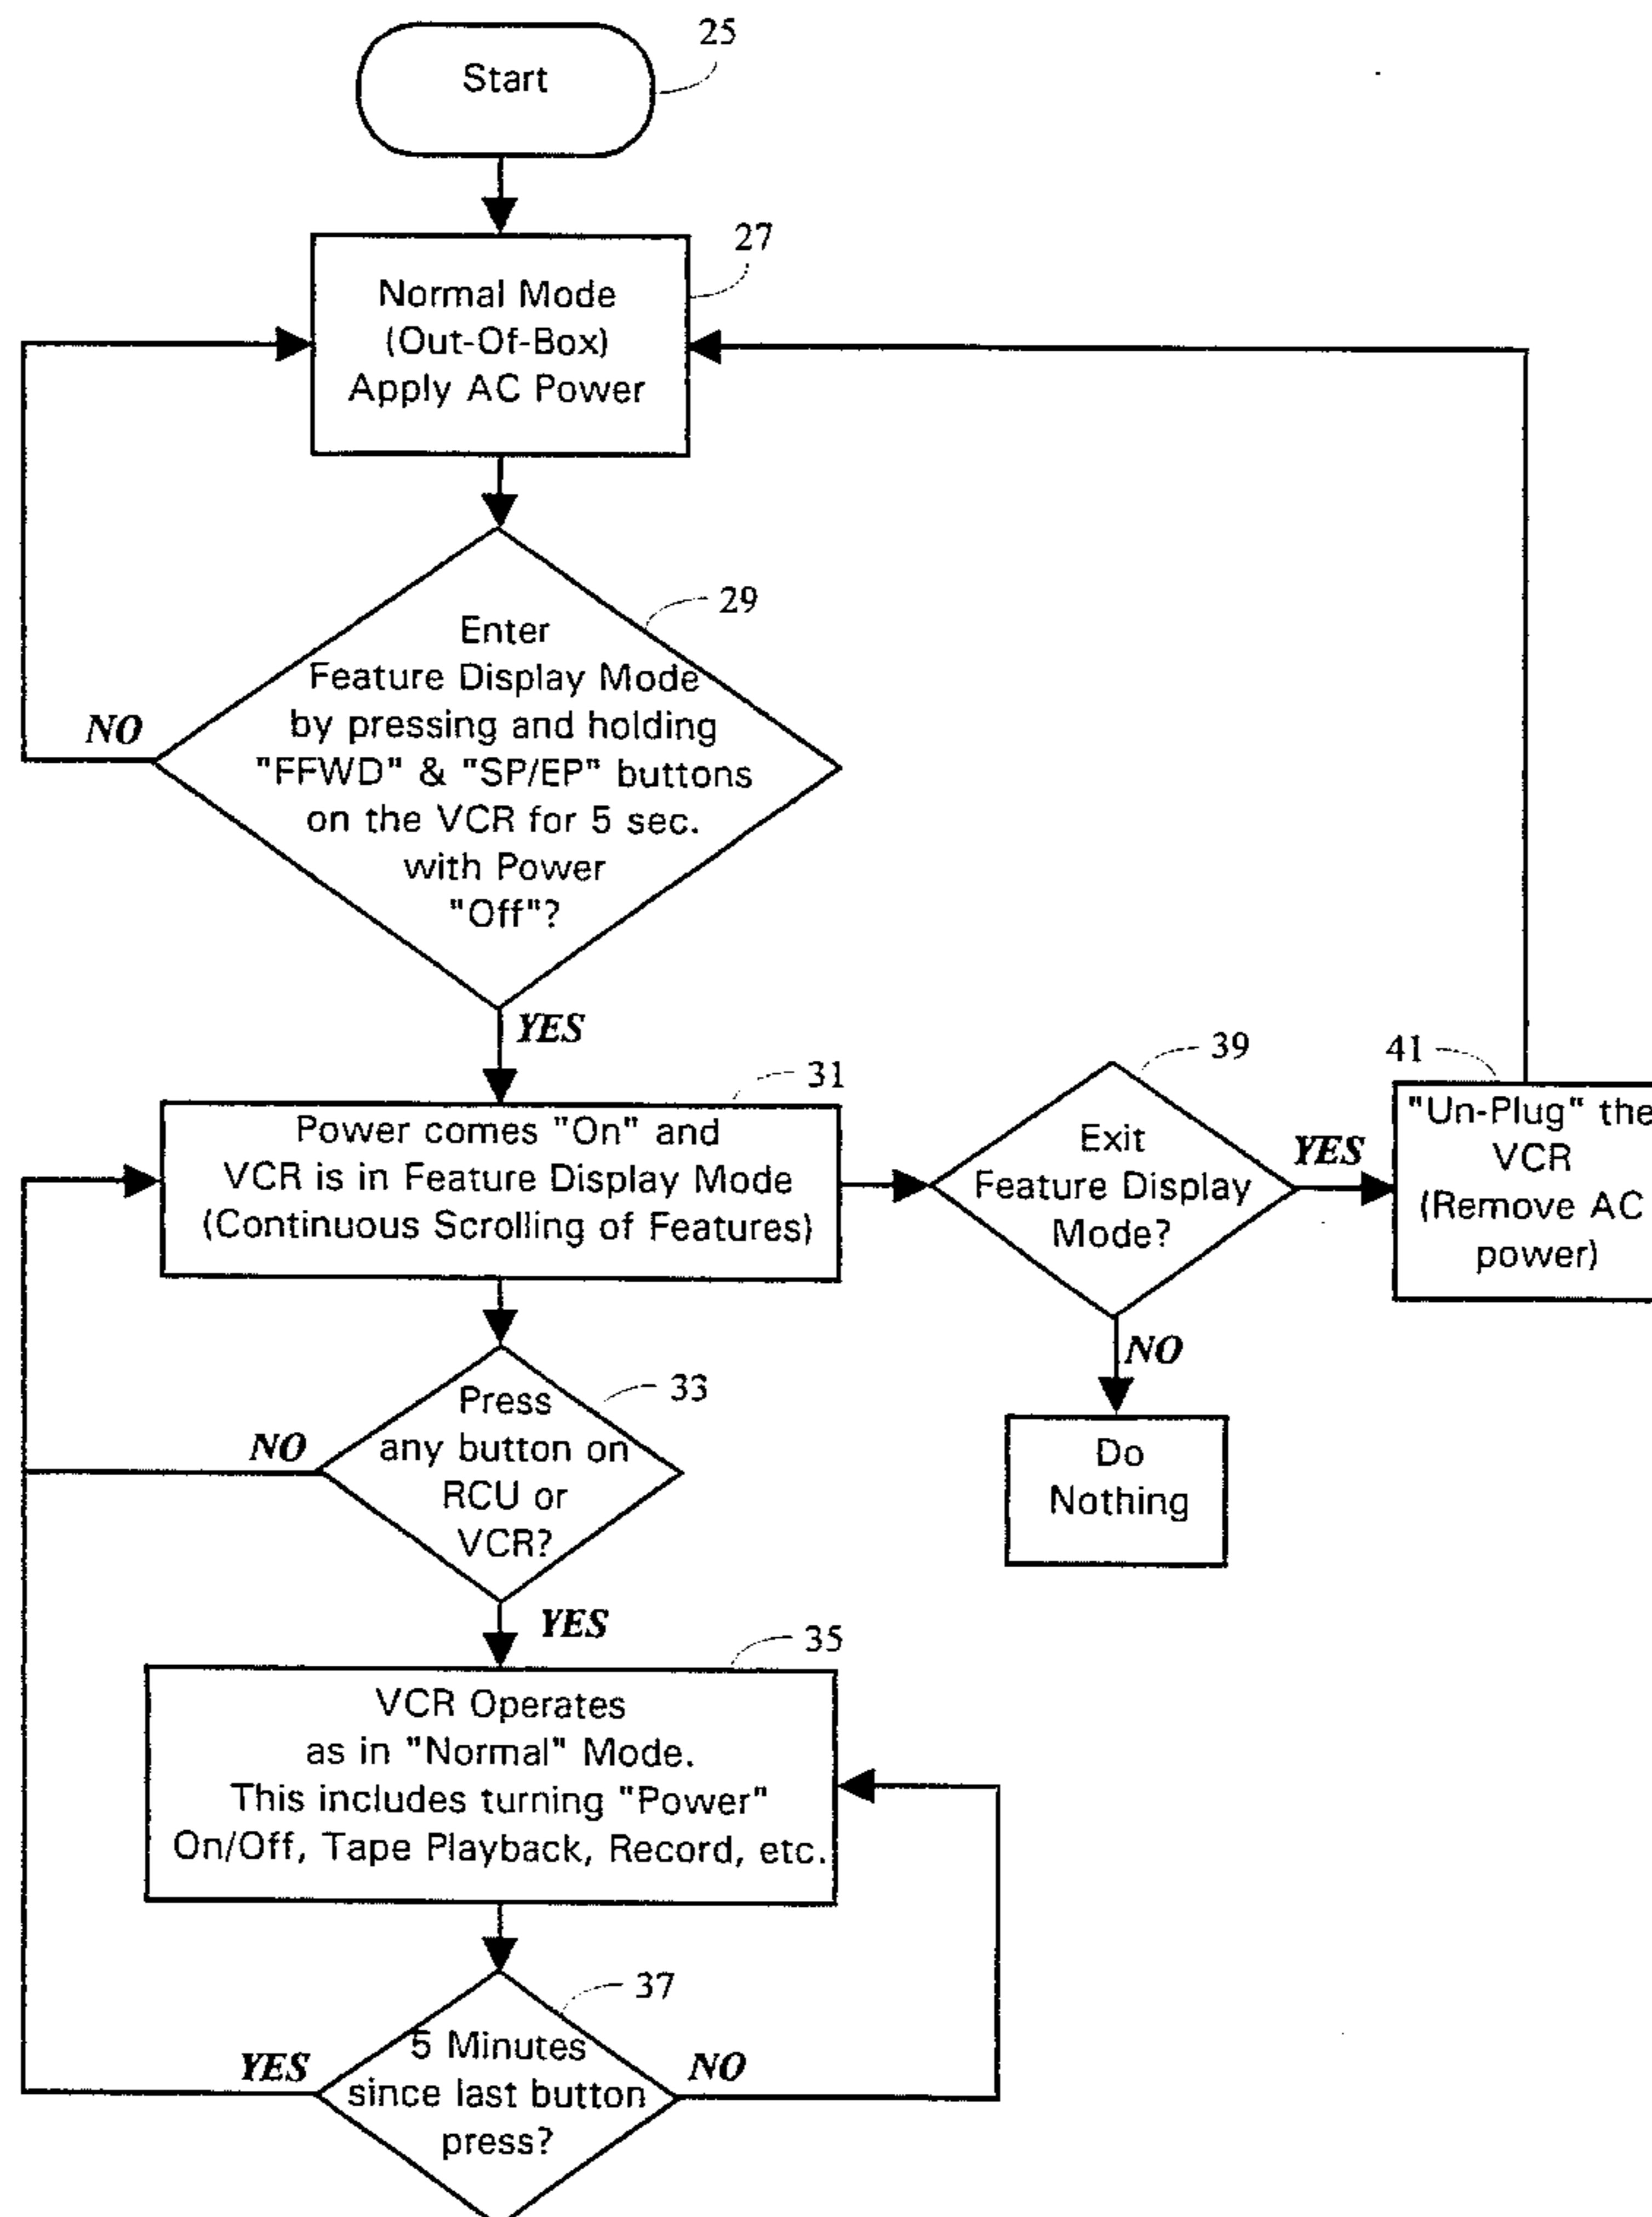 Start
25
27
Normal Mode
(Out-Of-Box)
Apply AC Power
29
Enter
Feature Display Mode
by pressing and holding
"FFWD" & "SP/EP" buttons
on the VCR for 5 sec.
with Power
"Off"?
NO
YES
31
Power comes "On" and
VCR is in Feature Display Mode
(Continuous Scrolling of Features)
39
Exit
Feature Display
Mode?
YES
41
"Un-Plug" the
VCR
(Remove AC
power)
NO
Do
Nothing
33
Press
any button on
RCU or
VCR?
NO
YES
35
VCR Operates
as in "Normal" Mode.
This includes turning "Power"
On/Off, Tape Playback, Record, etc.
37
5 Minutes
since last button
press?
YES
NO